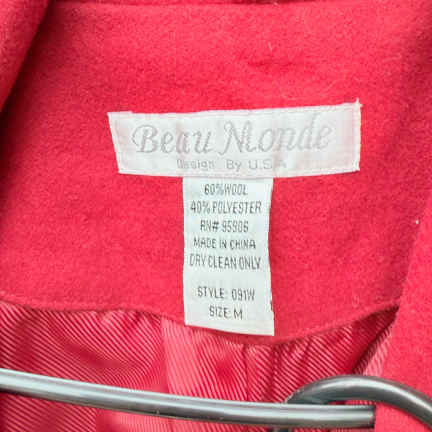 Beau Monde
Design By U.S.A
60%WOOL
40% POLYESTER
RN# 95906
MADE IN CHINA
DRY CLEAN ONLY
STYLE: 091W
SIZE: M